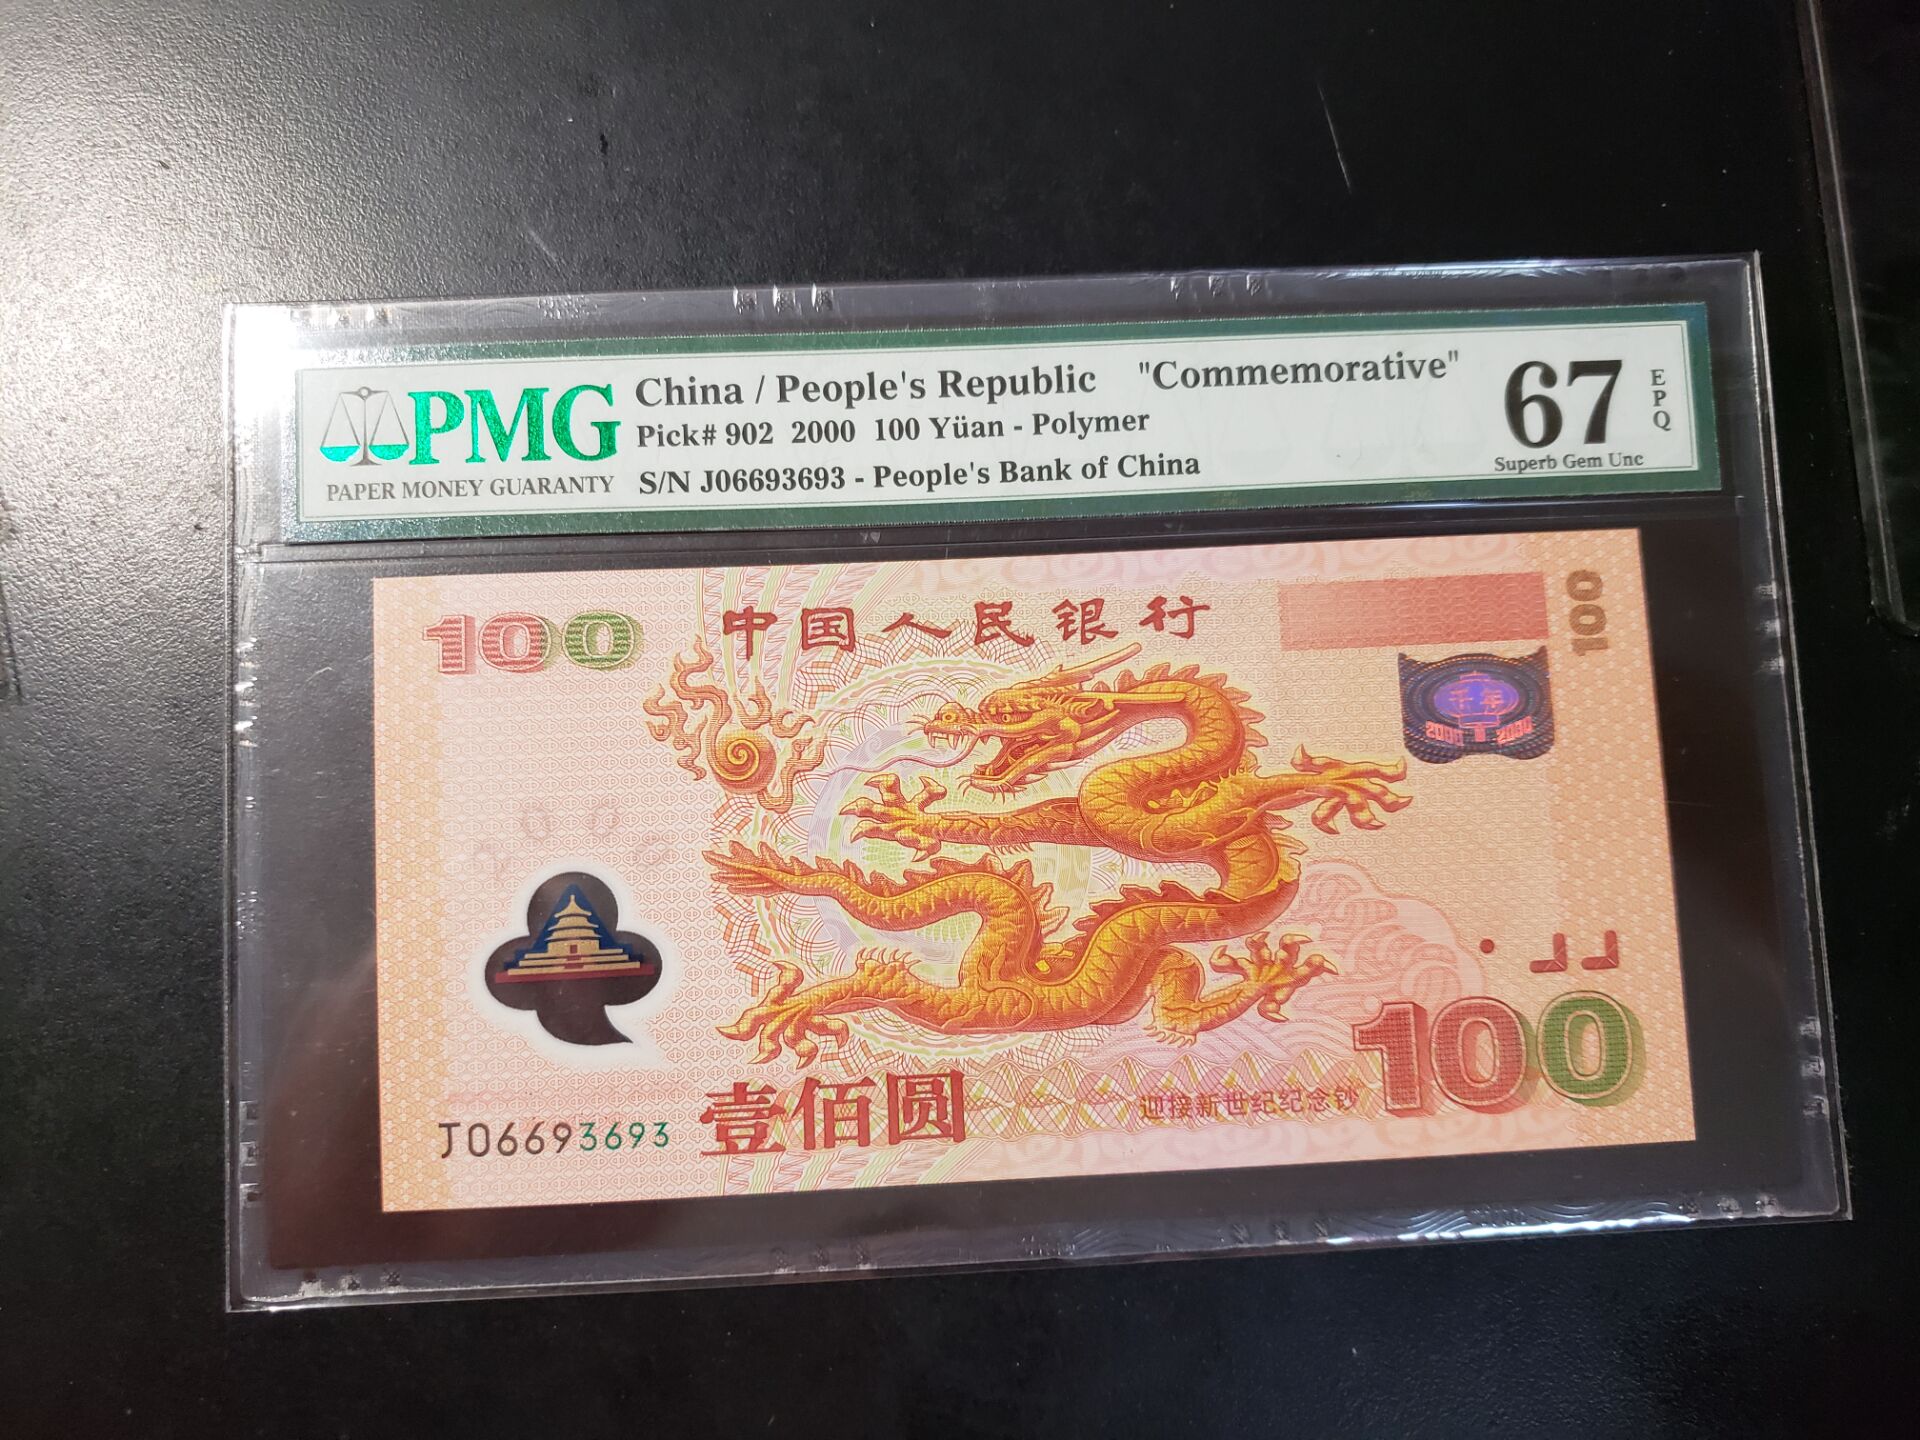 PMG
PAPER MONEY GUARANTY
China / People's Republic "Commemorative"
Pick# 902 2000 100 Yüan - Polymer
S/N J06693693 - People's Bank of China
67
EPQ
Superb Gem Unc
100
中国人民银行
100
千年
2000 2000
100
J06693693
壹佰圆
迎接新世纪纪念钞